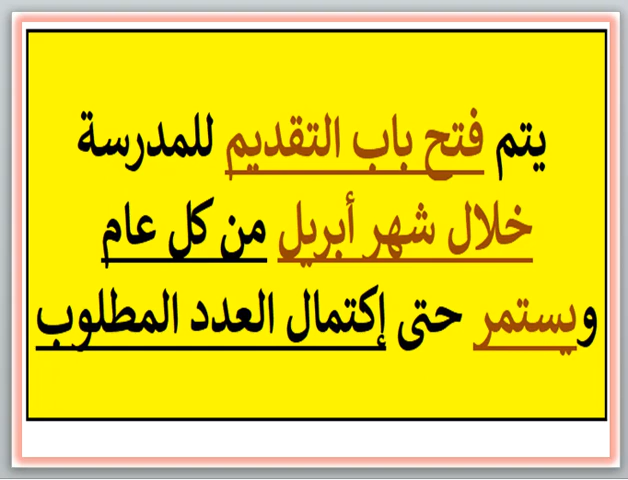 يتم فتح باب التقديم للمدرسة
خلال شهر أبريل من كل عام
ويستمر حتى إكتمال العدد المطلوب